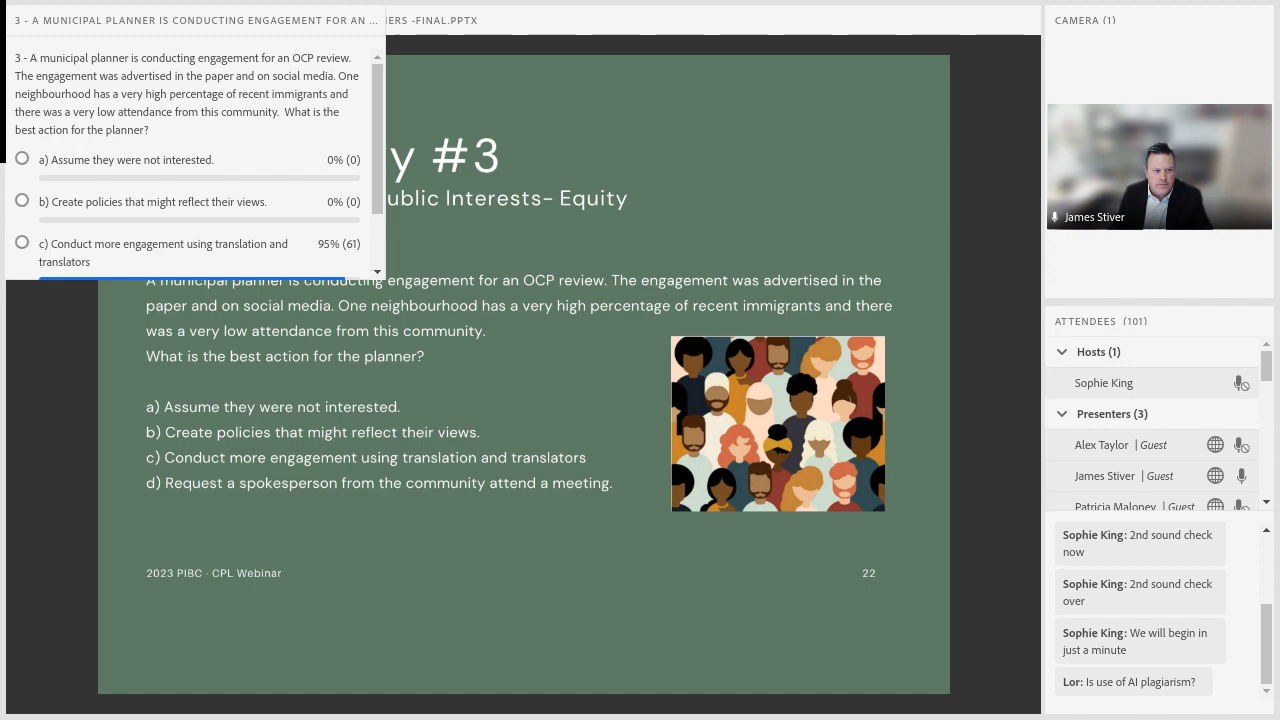 3 - A MUNICIPAL PLANNER IS CONDUCTING ENGAGEMENT FOR AN ...
ERS -FINAL.PPTX
3 - A municipal planner is conducting engagement for an OCP review.
The engagement was advertised in the paper and on social media. One
neighbourhood has a very high percentage of recent immigrants and
there was a very low attendance from this community.  What is the
best action for the planner?
a) Assume they were not interested. 0% (0)
b) Create policies that might reflect their views. 0% (0)
c) Conduct more engagement using translation and 95% (61)
translators
y #3
ublic Interests– Equity
A municipal planner is conducting engagement for an OCP review. The engagement was advertised in the
paper and on social media. One neighbourhood has a very high percentage of recent immigrants and there
was a very low attendance from this community.
What is the best action for the planner?
a) Assume they were not interested.
b) Create policies that might reflect their views.
c) Conduct more engagement using translation and translators
d) Request a spokesperson from the community attend a meeting.
2023 PIBC · CPL Webinar
22
CAMERA (1)
James Stiver
ATTENDEES (101)
Hosts (1)
Sophie King
Presenters (3)
Alex Taylor | Guest
James Stiver | Guest
Patricia Maloney | Guest
Sophie King: 2nd sound check
now
Sophie King: 2nd sound check
over
Sophie King: We will begin in
just a minute
Lor: Is use of AI plagiarism?